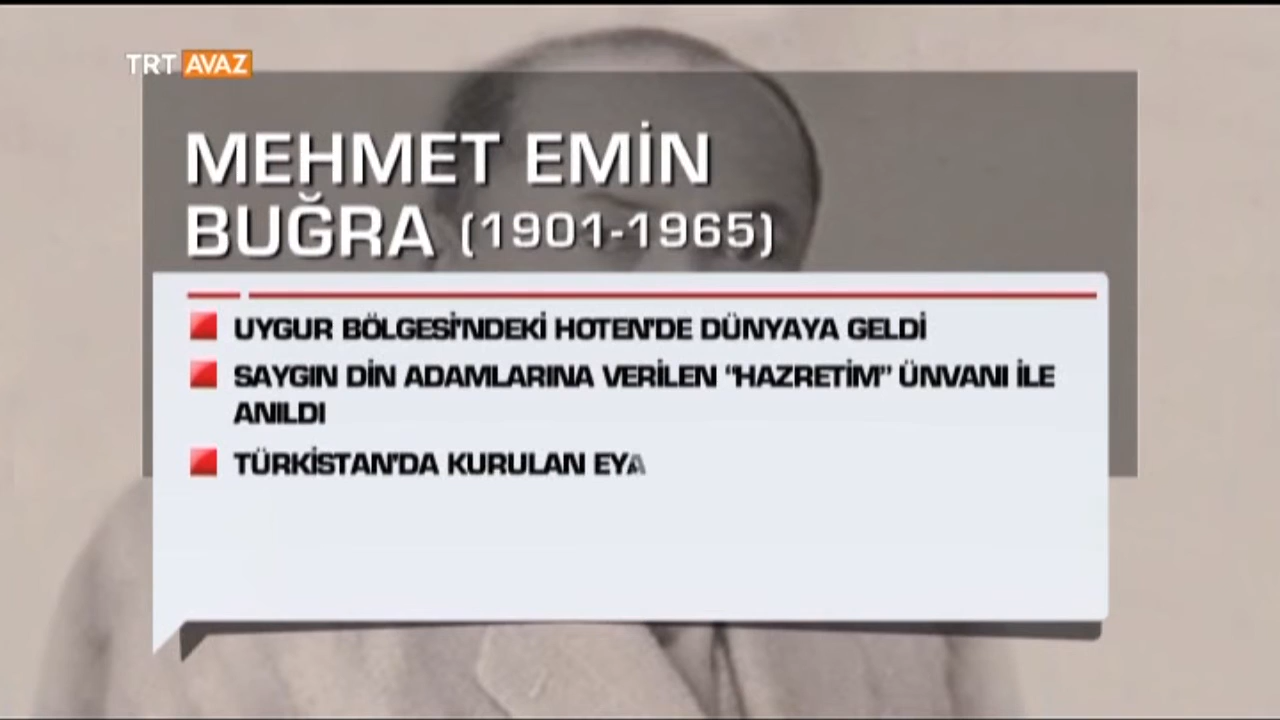 TRT AVAZ
MEHMET EMİN
BUĞRA (1901-1965)
UYGUR BÖLGESİ'NDEKİ HOTEN'DE DÜNYAYA GELDİ
SAYGIN DİN ADAMLARINA VERİLEN “HAZRETİM” ÜNVANI İLE
ANILDI
TÜRKİSTAN'DA KURULAN EYA